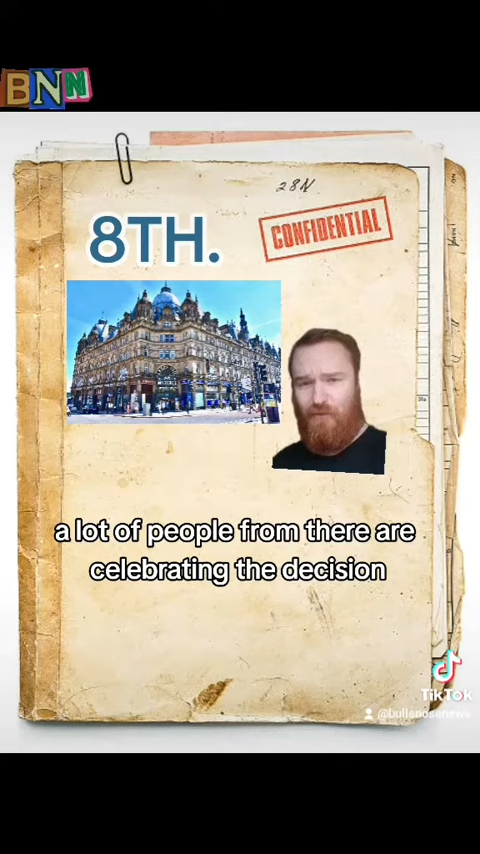 BNN
28N
8TH.
CONFIDENTIAL
a lot of people from there are
celebrating the decision
TikTok
@bullsnosenews